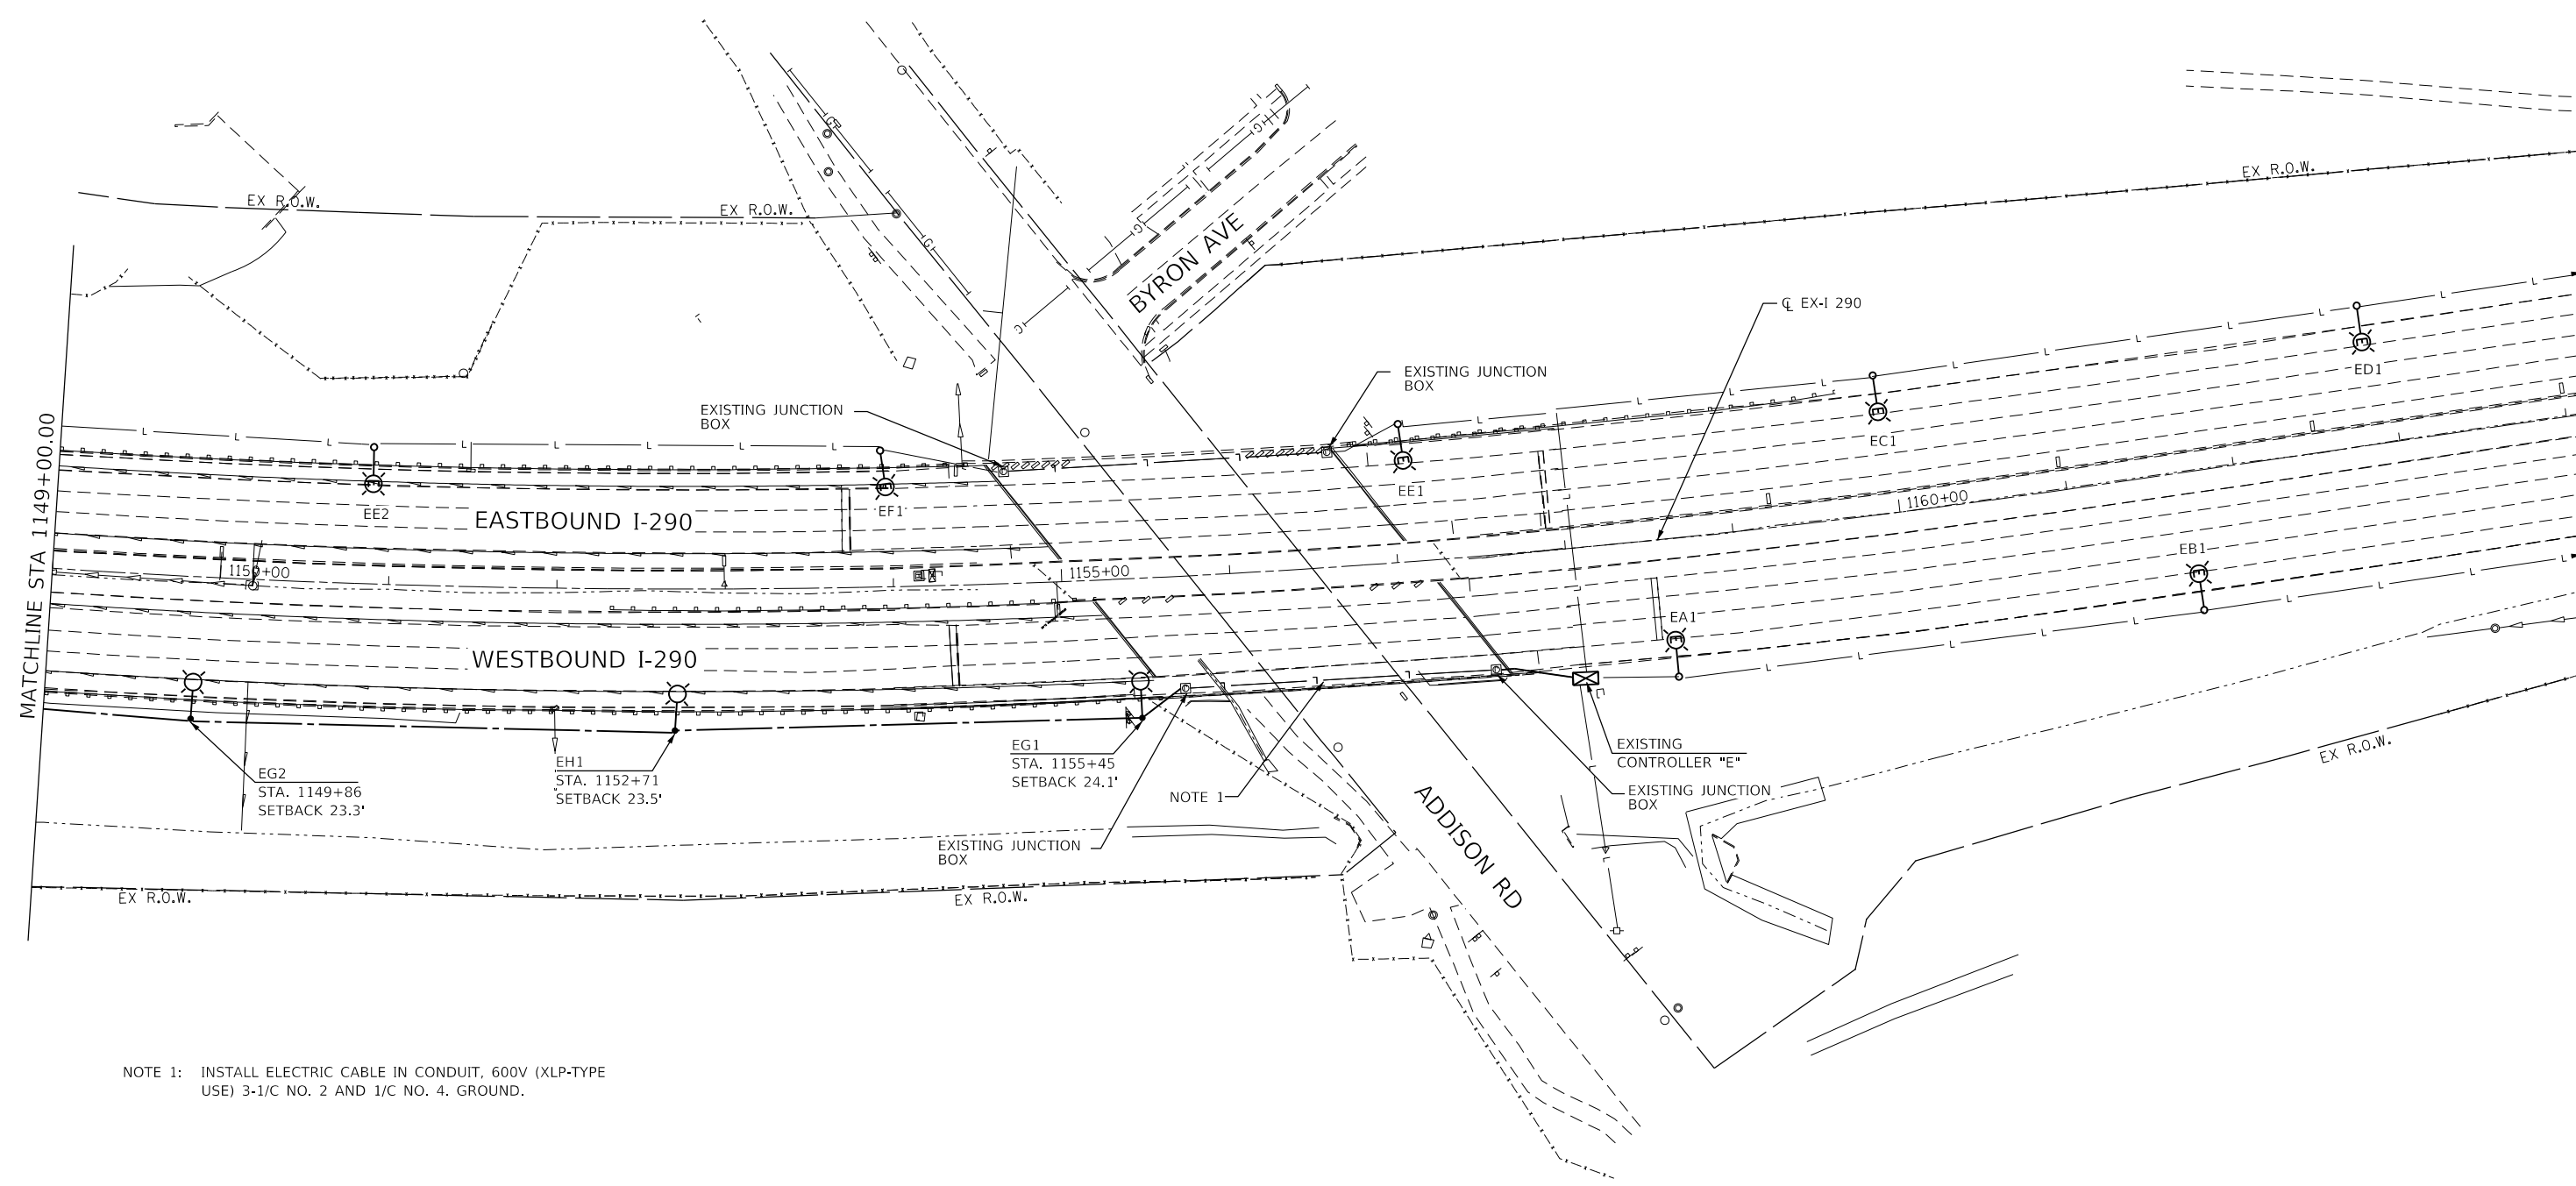 EX R.O.W.
EX R.O.W.
EX R.O.W.
BYRON AVE
℄ EX-I 290
EXISTING JUNCTION
BOX
EXISTING JUNCTION
BOX
ED1
EC1
EE1
EE2
EF1
EASTBOUND I-290
1160+00
1150+00
1155+00
EB1
EA1
WESTBOUND I-290
MATCHLINE STA 1149+00.00
EG2
STA. 1149+86
SETBACK 23.3'
EH1
STA. 1152+71
SETBACK 23.5'
EG1
STA. 1155+45
SETBACK 24.1'
NOTE 1
EXISTING
CONTROLLER "E"
EXISTING JUNCTION
BOX
EXISTING JUNCTION
BOX
ADDISON RD
EX R.O.W.
EX R.O.W.
EX R.O.W.
NOTE 1: INSTALL ELECTRIC CABLE IN CONDUIT, 600V (XLP-TYPE
USE) 3-1/C NO. 2 AND 1/C NO. 4. GROUND.